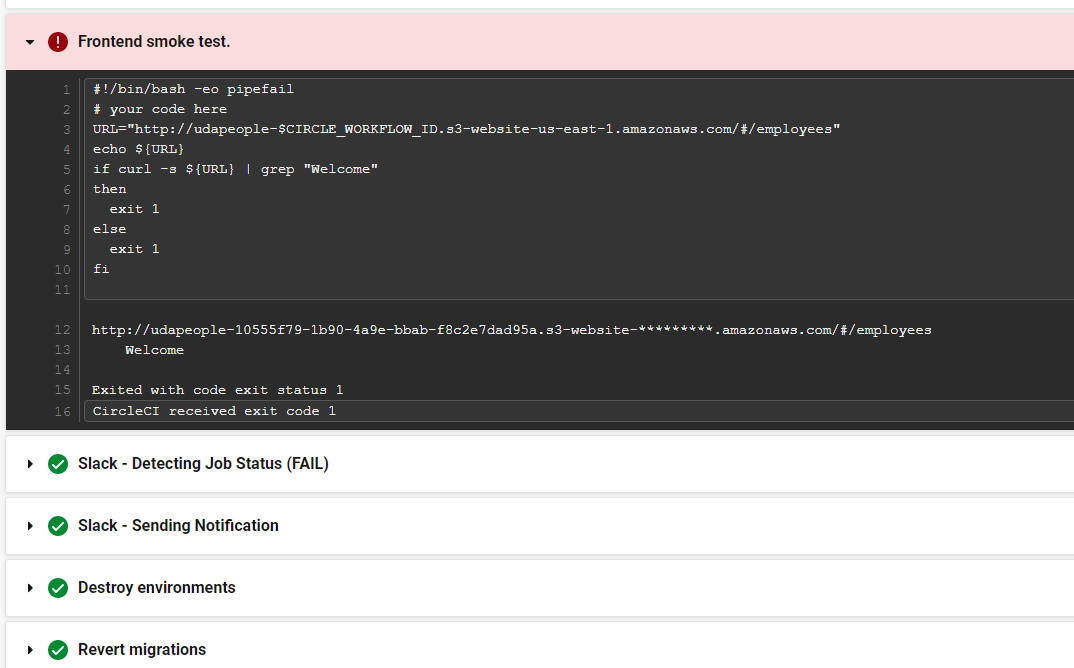 Frontend smoke test.
1 #!/bin/bash -eo pipefail
2 # your code here
3 URL="http://udapeople-$CIRCLE_WORKFLOW_ID.s3-website-us-east-1.amazonaws.com/#/employees"
4 echo ${URL}
5 if curl -s ${URL} | grep "Welcome"
6 then
7   exit 1
8 else
9   exit 1
10 fi
11
12 http://udapeople-10555f79-1b90-4a9e-bbab-f8c2e7dad95a.s3-website-*********.amazonaws.com/#/employees
13     Welcome
14
15 Exited with code exit status 1
16 CircleCI received exit code 1
Slack - Detecting Job Status (FAIL)
Slack - Sending Notification
Destroy environments
Revert migrations